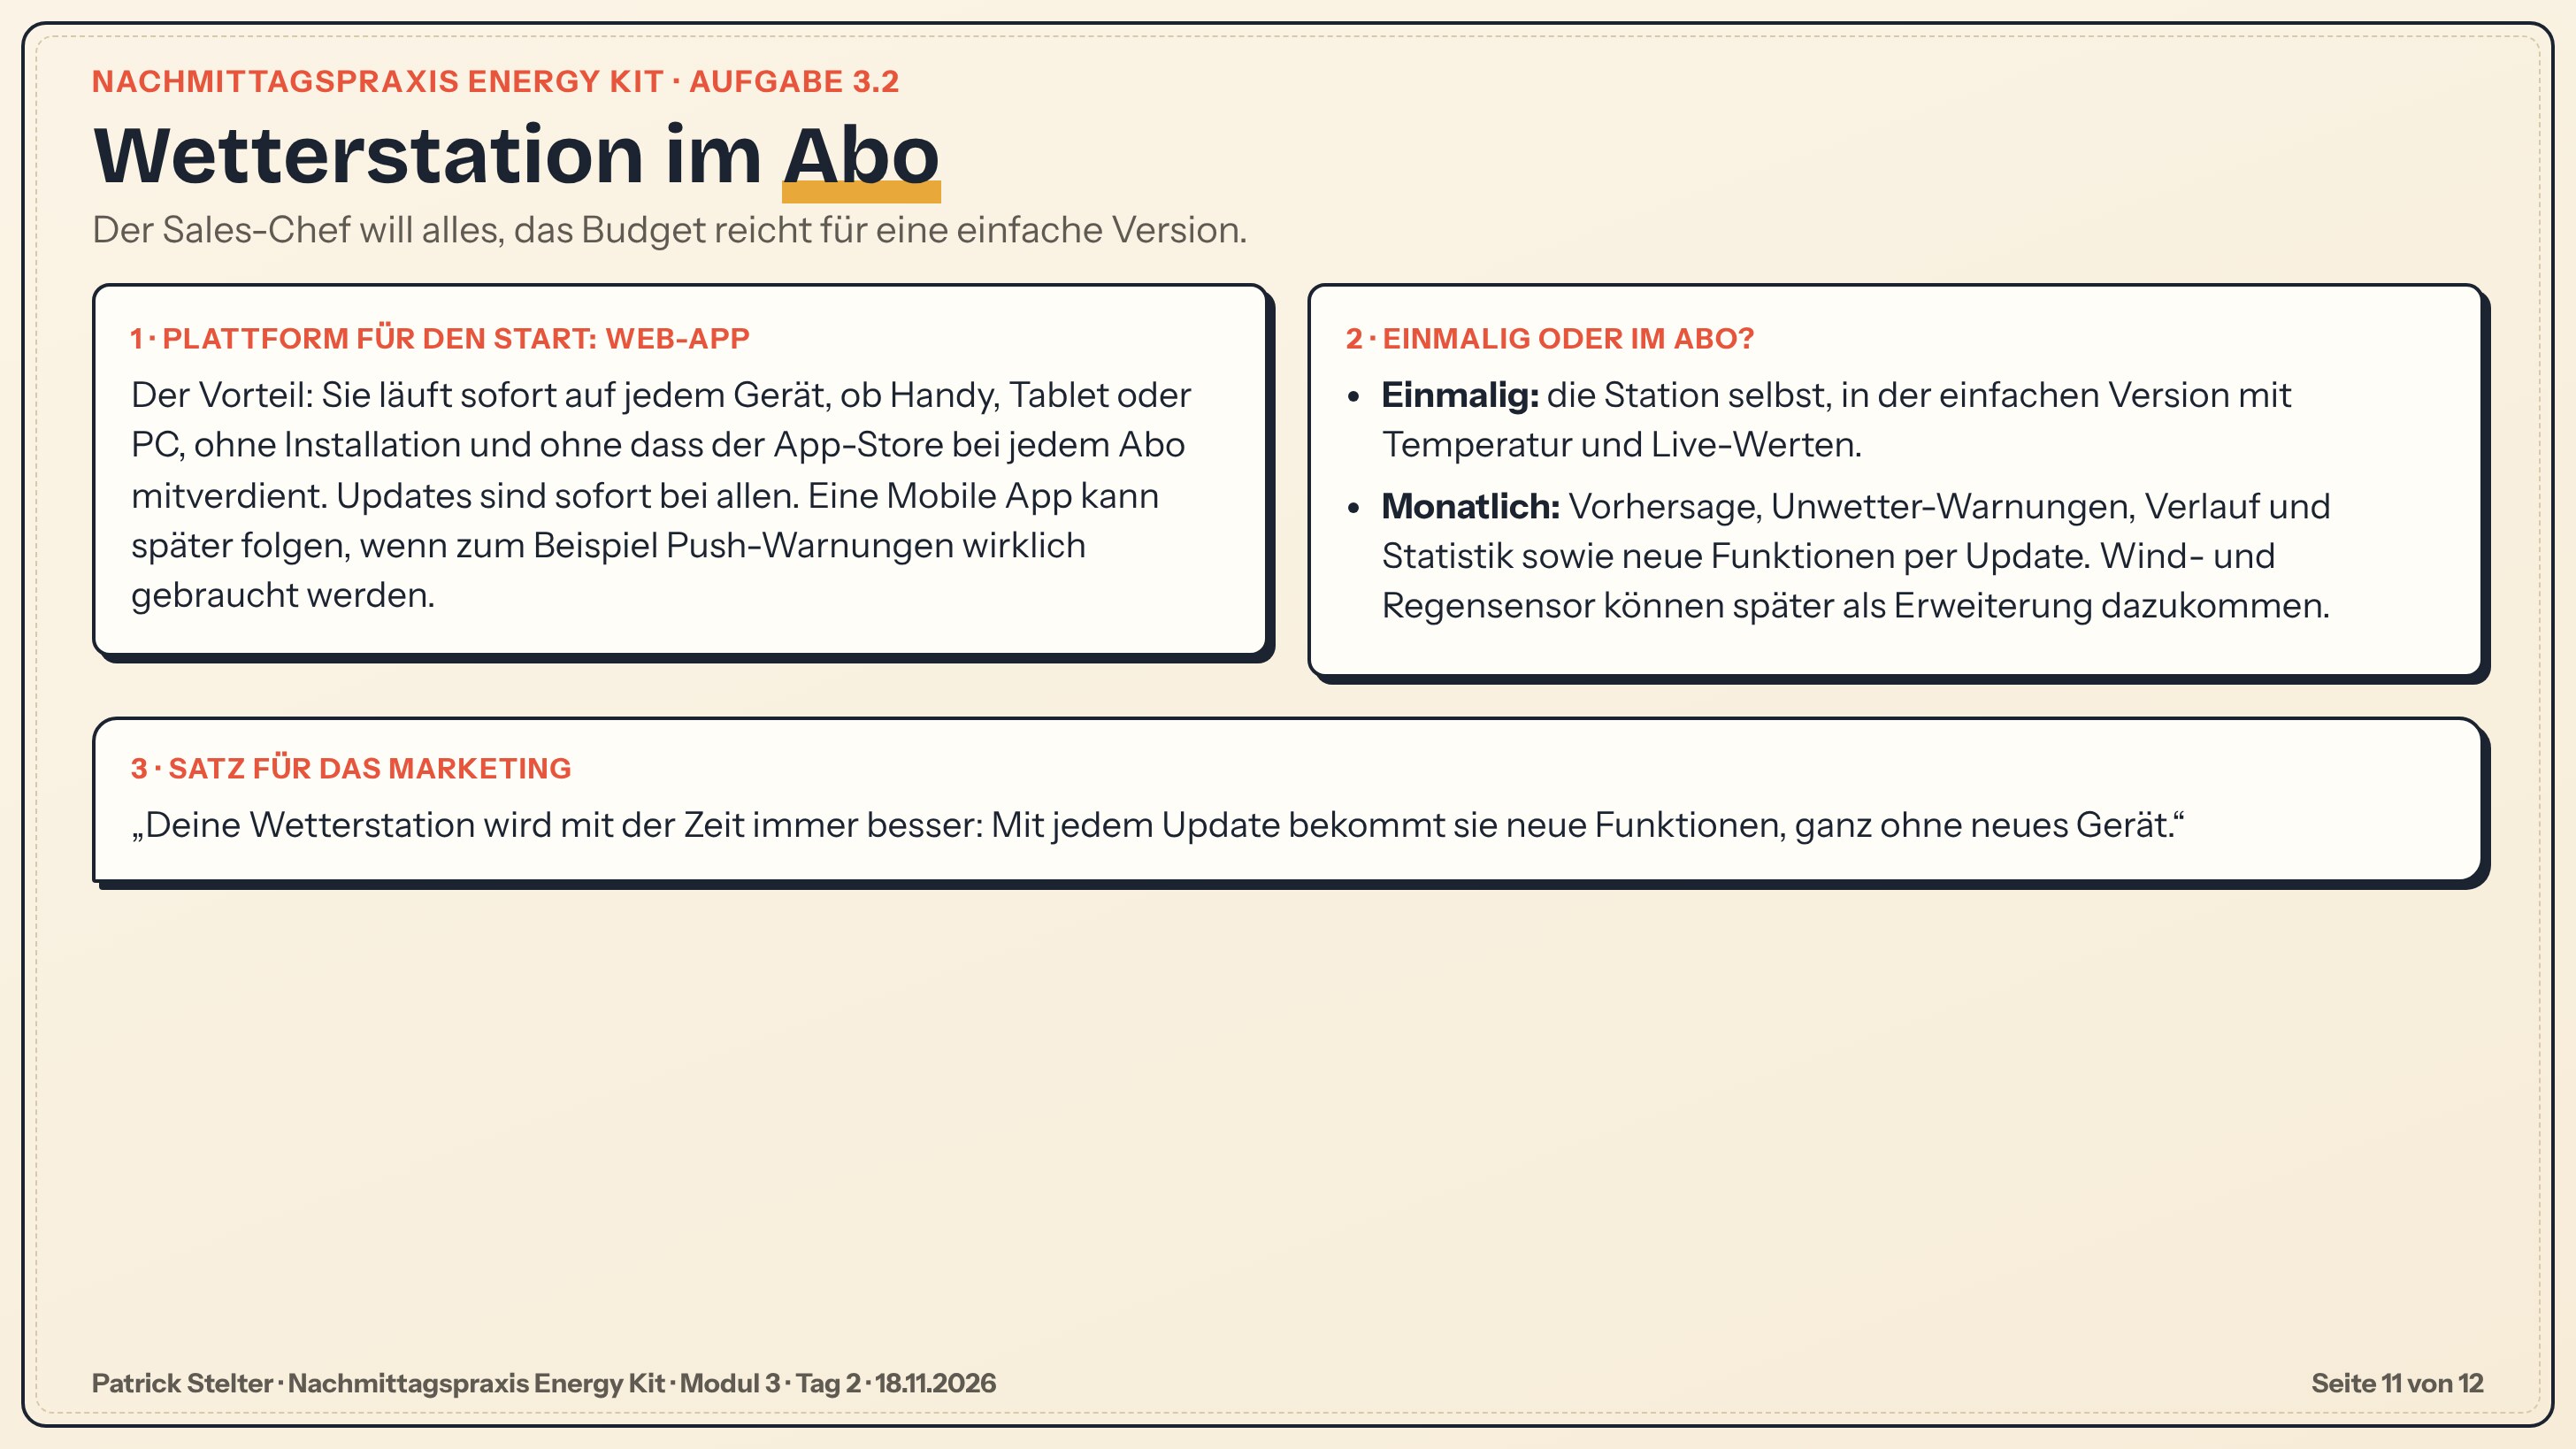 NACHMITTAGSPRAXIS ENERGY KIT · AUFGABE 3.2
Wetterstation im Abo
Der Sales-Chef will alles, das Budget reicht für eine einfache Version.
1 · PLATTFORM FÜR DEN START: WEB-APP
Der Vorteil: Sie läuft sofort auf jedem Gerät, ob Handy, Tablet oder
PC, ohne Installation und ohne dass der App-Store bei jedem Abo
mitverdient. Updates sind sofort bei allen. Eine Mobile App kann
später folgen, wenn zum Beispiel Push-Warnungen wirklich
gebraucht werden.
2 · EINMALIG ODER IM ABO?
• Einmalig: die Station selbst, in der einfachen Version mit
Temperatur und Live-Werten.
• Monatlich: Vorhersage, Unwetter-Warnungen, Verlauf und
Statistik sowie neue Funktionen per Update. Wind- und
Regensensor können später als Erweiterung dazukommen.
3 · SATZ FÜR DAS MARKETING
„Deine Wetterstation wird mit der Zeit immer besser: Mit jedem Update bekommt sie neue Funktionen, ganz ohne neues Gerät.“
Patrick Stelter · Nachmittagspraxis Energy Kit · Modul 3 · Tag 2 · 18.11.2026
Seite 11 von 12